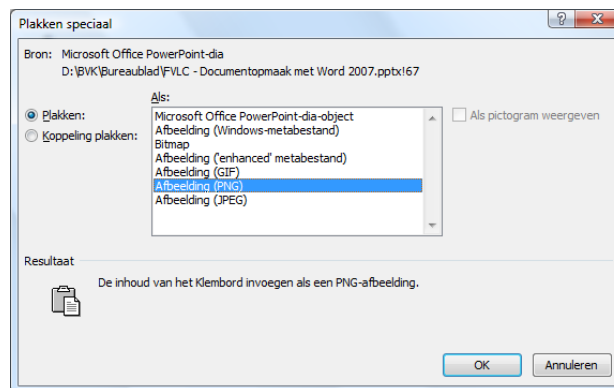 Plakken speciaal
Bron: Microsoft Office PowerPoint-dia
D:\BVK\Bureaublad\FVLC - Documentopmaak met Word 2007.pptx!67
Als:
Plakken:
Koppeling plakken:
Microsoft Office PowerPoint-dia-object
Afbeelding (Windows-metabestand)
Bitmap
Afbeelding ('enhanced' metabestand)
Afbeelding (GIF)
Afbeelding (PNG)
Afbeelding (JPEG)
Als pictogram weergeven
Resultaat
De inhoud van het Klembord invoegen als een PNG-afbeelding.
OK Annuleren